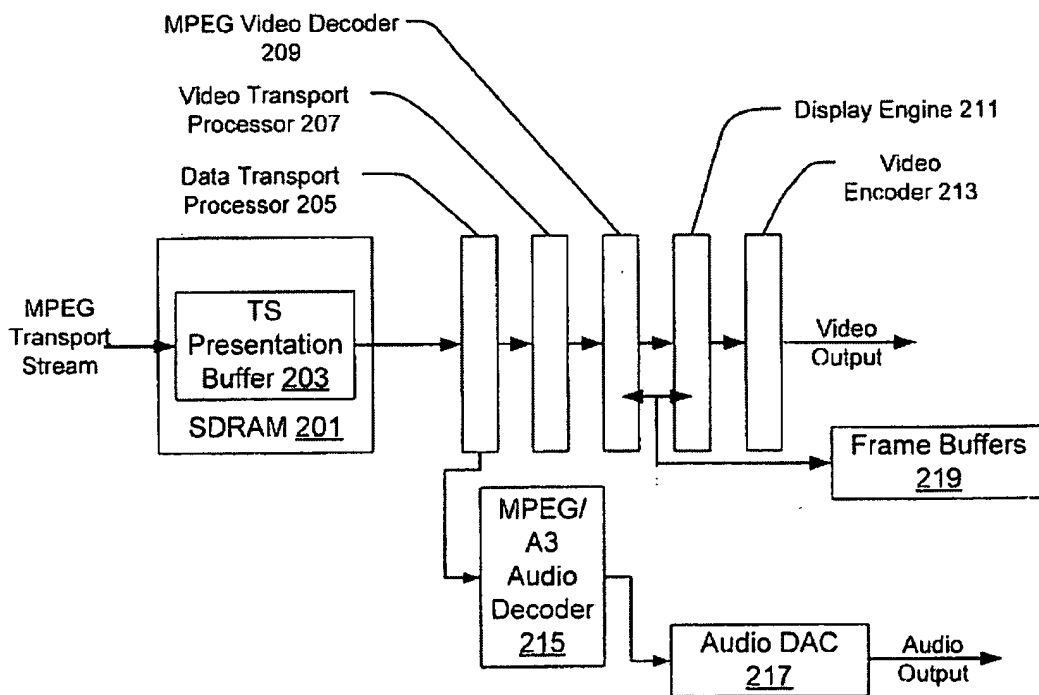 MPEG Video Decoder
209
Video Transport
Processor 207
Data Transport
Processor 205
Display Engine 211
Video
Encoder 213
MPEG
Transport
Stream
TS
Presentation
Buffer 203
SDRAM 201
Video
Output
Frame Buffers
219
MPEG/
A3
Audio
Decoder
215
Audio DAC
217
Audio
Output